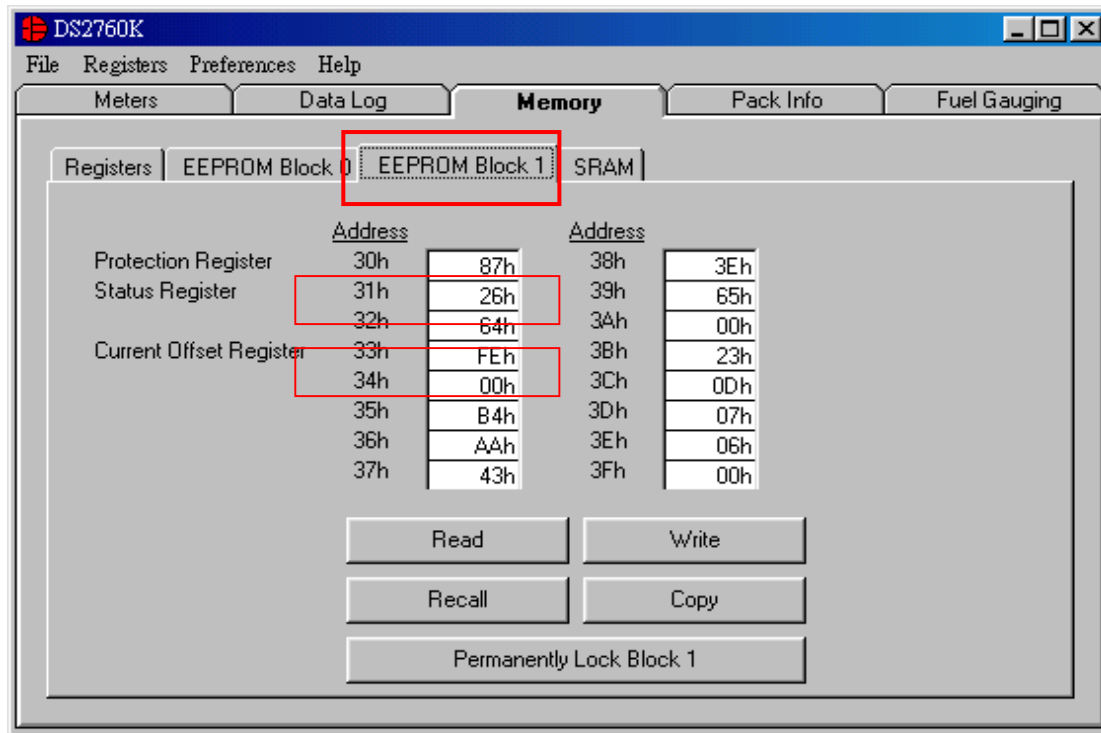 DS2760K
File Registers Preferences Help
Meters Data Log Memory Pack Info Fuel Gauging
Registers EEPROM Block 0 EEPROM Block 1 SRAM
Address Address
Protection Register 30h 87h 38h 3Eh
Status Register 31h 26h 39h 65h
32h 64h 3Ah 00h
Current Offset Register 33h FEh 3Bh 23h
34h 00h 3Ch 0Dh
35h B4h 3Dh 07h
36h AAh 3Eh 06h
37h 43h 3Fh 00h
Read Write
Recall Copy
Permanently Lock Block 1